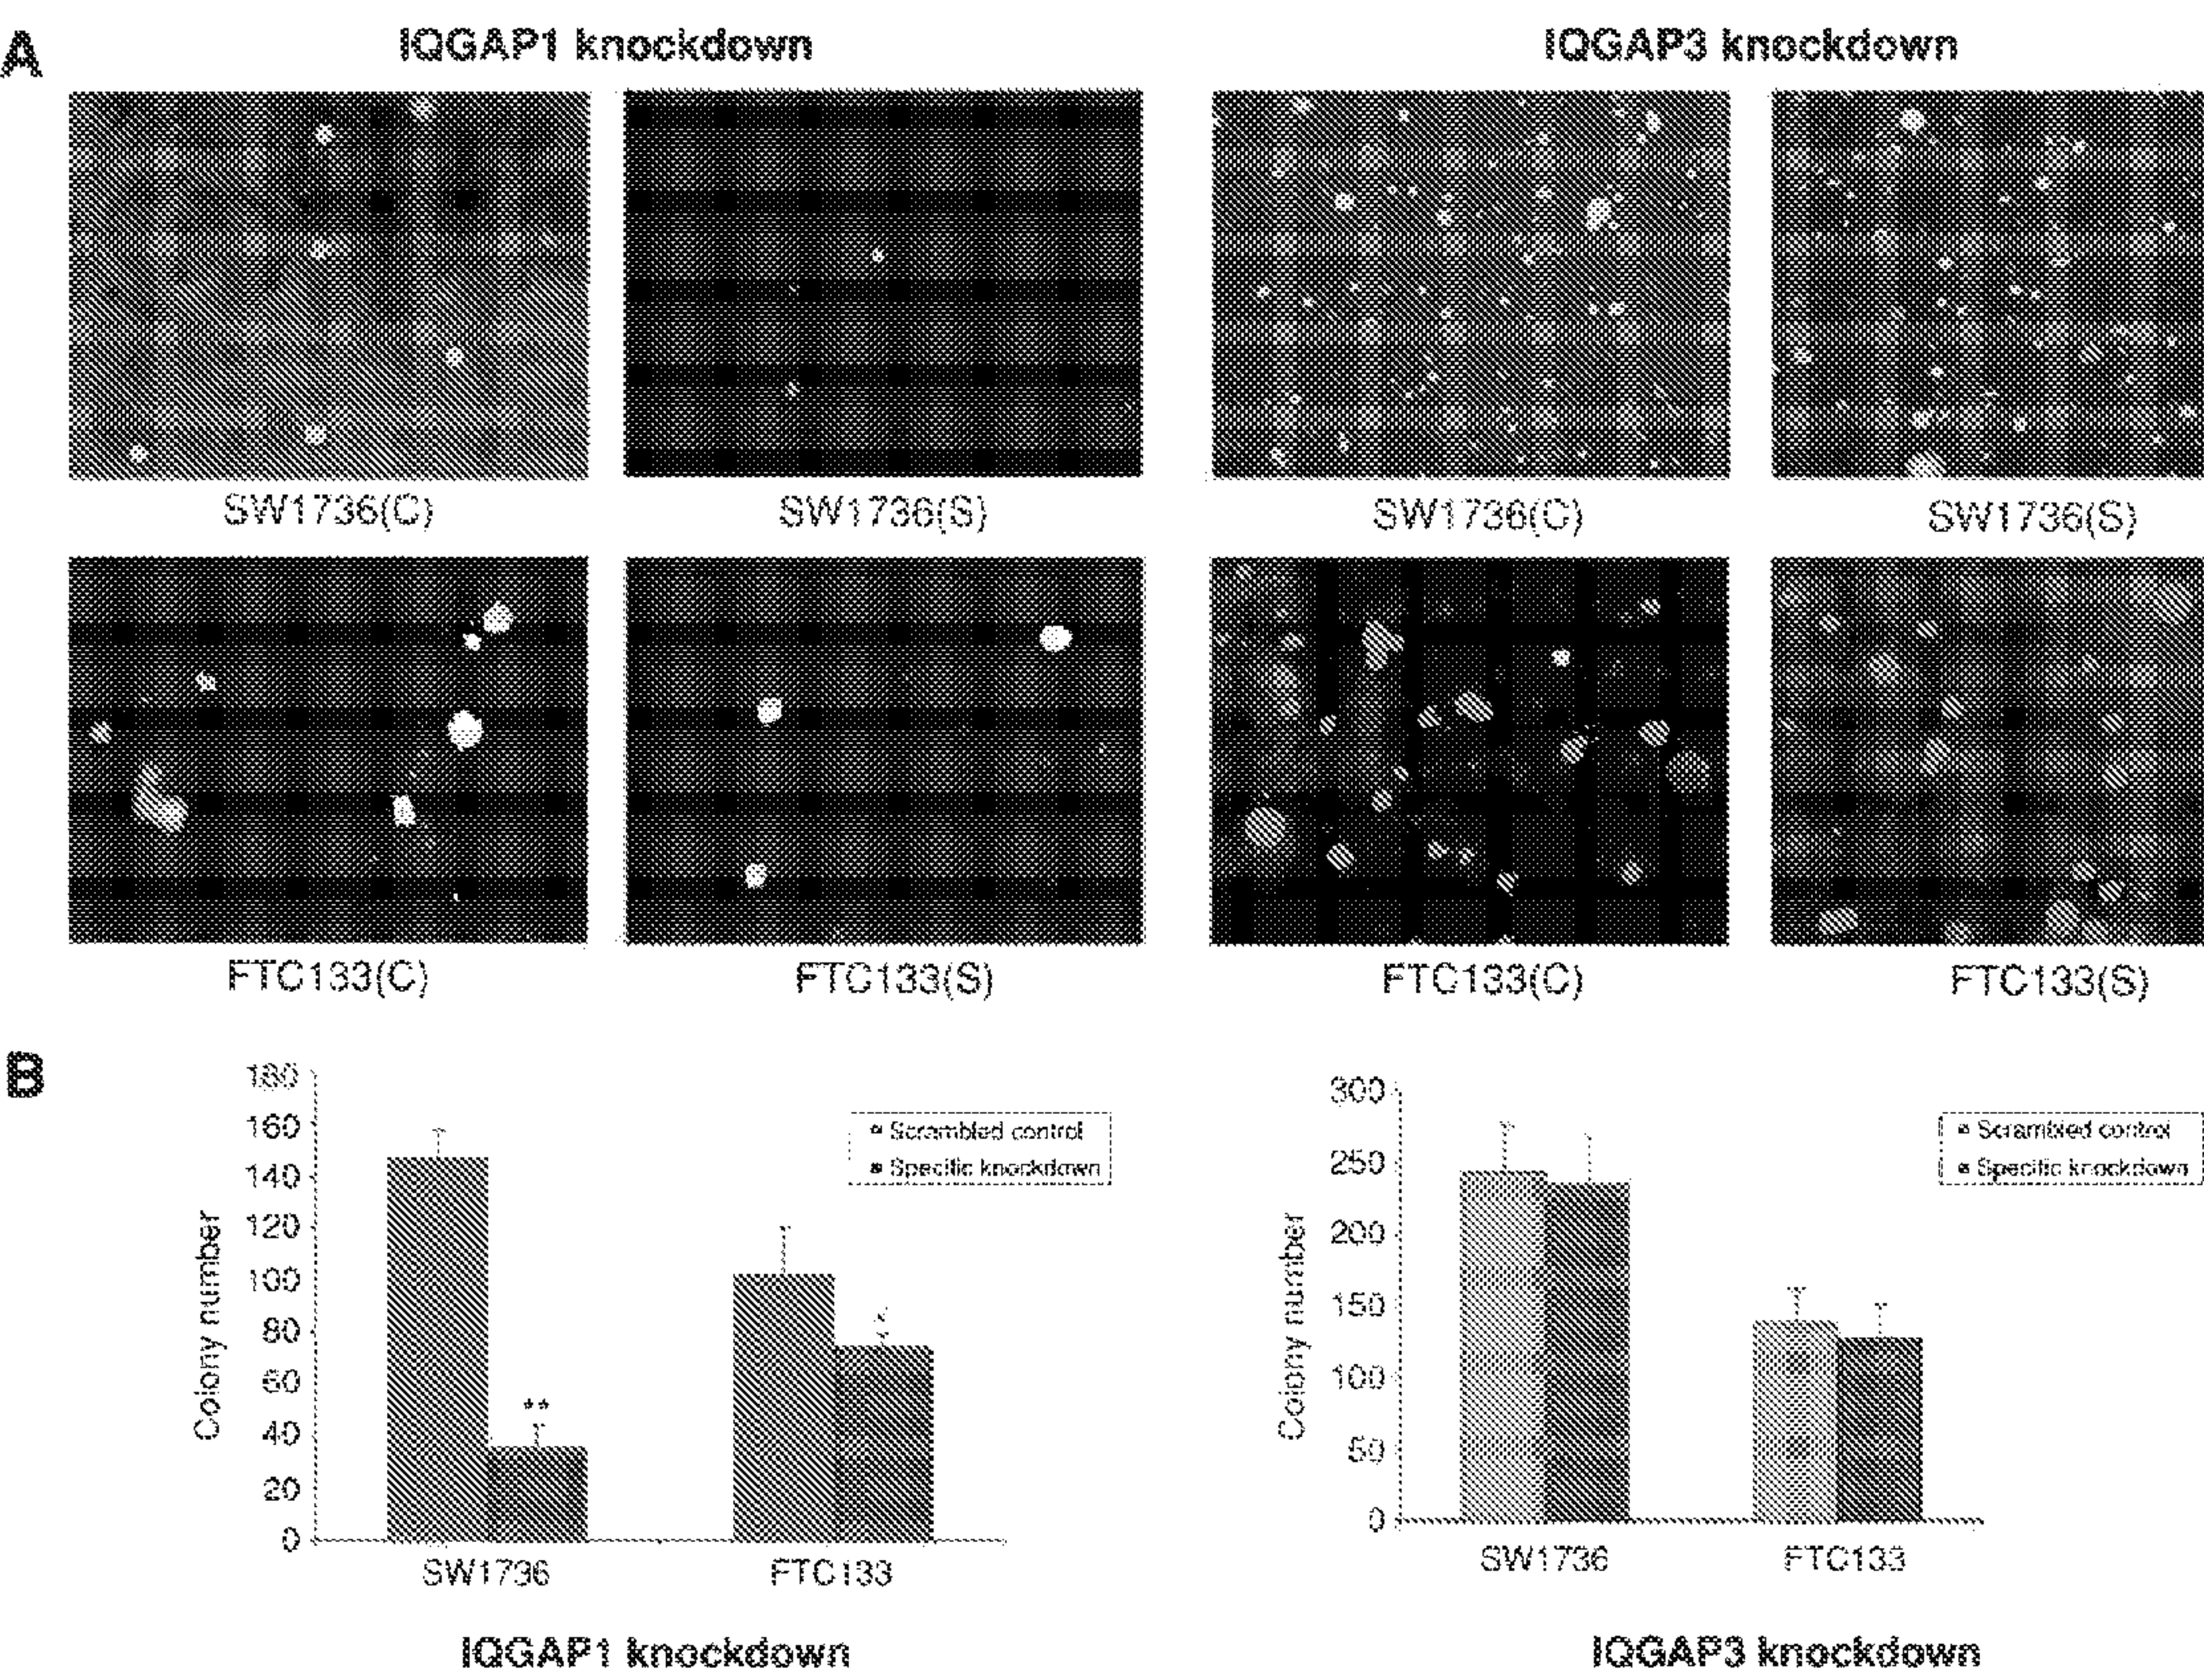 A
IQGAP1 knockdown
IQGAP3 knockdown
SW1736(C)
SW1736(S)
SW1736(C)
SW1736(S)
FTC133(C)
FTC133(S)
FTC133(C)
FTC133(S)
B
180
160
140
120
100
80
60
40
20
0
Colony number
Scrambled control
Specific knockdown
**
*
SW1736
FTC133
IQGAP1 knockdown
300
250
200
150
100
50
0
Colony number
Scrambled control
Specific knockdown
SW1736
FTC133
IQGAP3 knockdown